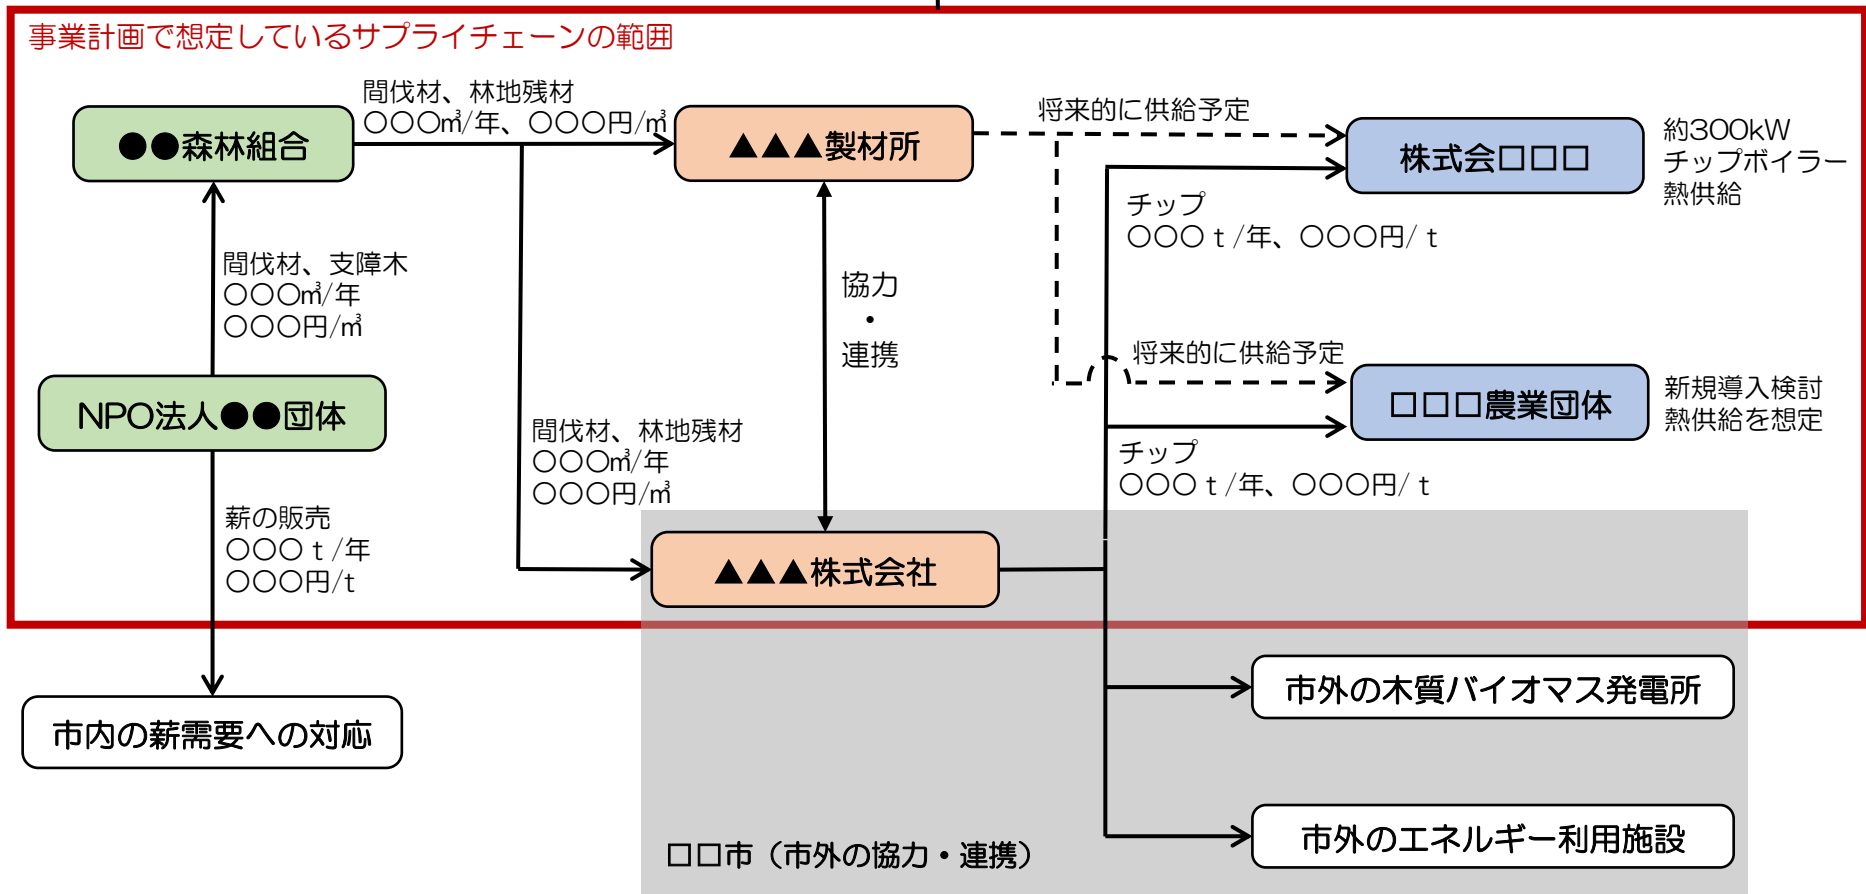 事業計画で想定しているサプライチェーンの範囲
間伐材、林地残材
〇〇〇㎥/年、〇〇〇円/㎥
●●森林組合
▲▲▲製材所
将来的に供給予定
株式会□□□
約300kW
チップボイラー
熱供給
チップ
〇〇〇ｔ/年、〇〇〇円/ｔ
間伐材、支障木
〇〇〇㎥/年
〇〇〇円/㎥
協力
・
連携
将来的に供給予定
NPO法人●●団体
□□□農業団体
新規導入検討
熱供給を想定
間伐材、林地残材
〇〇〇㎥/年
〇〇〇円/㎥
チップ
〇〇〇ｔ/年、〇〇〇円/ｔ
薪の販売
〇〇〇ｔ/年
〇〇〇円/t
▲▲▲株式会社
市内の薪需要への対応
市外の木質バイオマス発電所
市外のエネルギー利用施設
□□市（市外の協力・連携）